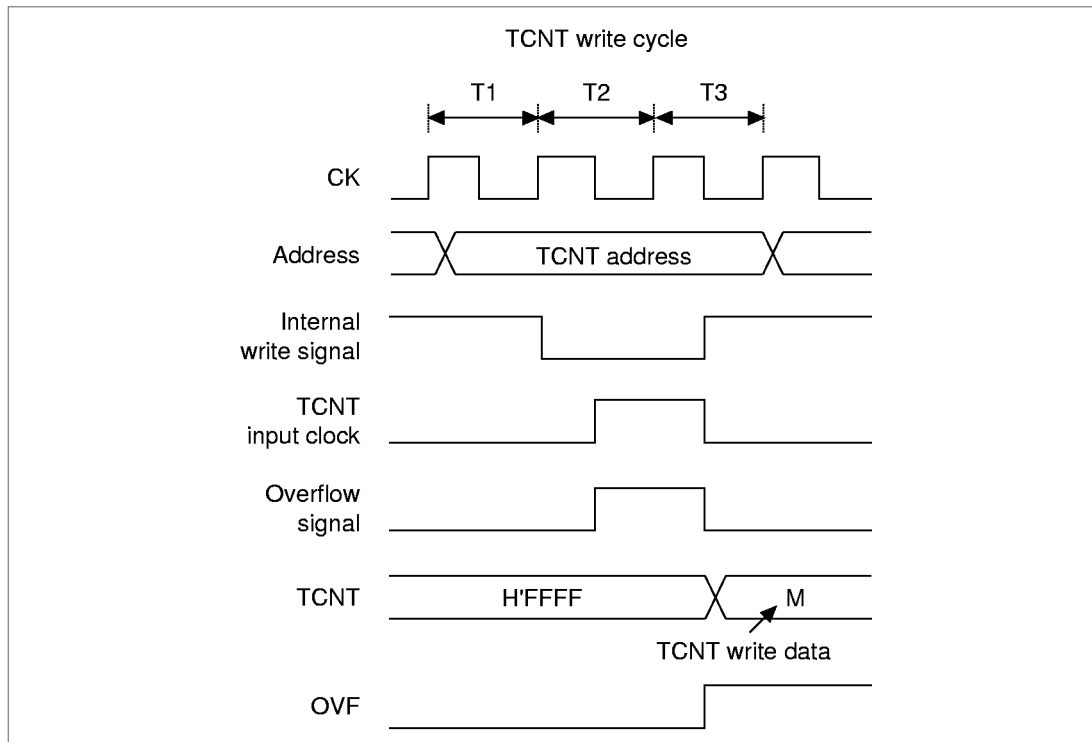 TCNT write cycle
T1 T2 T3
CK
Address TCNT address
Internal
write signal
TCNT
input clock
Overflow
signal
TCNT H'FFFF M
TCNT write data
OVF